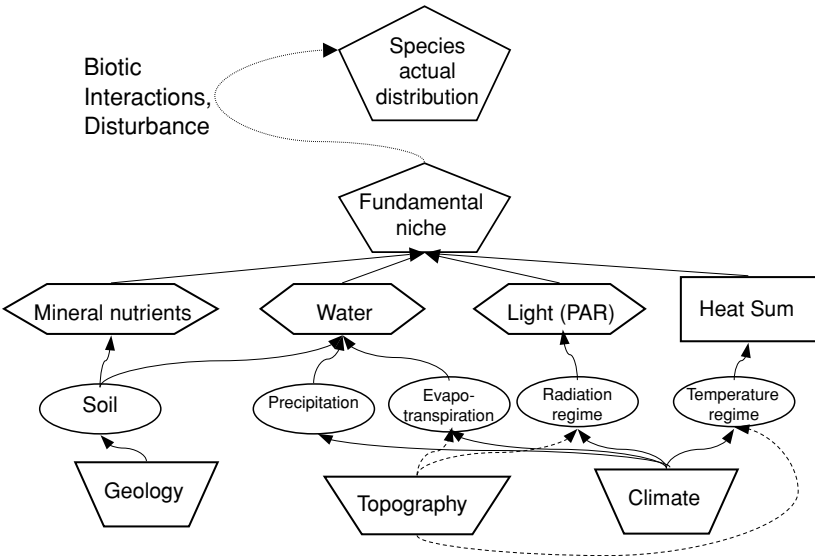 Species
actual
distribution
Biotic
Interactions,
Disturbance
Fundamental
niche
Mineral nutrients
Water
Light (PAR)
Heat Sum
Soil
Precipitation
Evapo-
transpiration
Radiation
regime
Temperature
regime
Geology
Topography
Climate